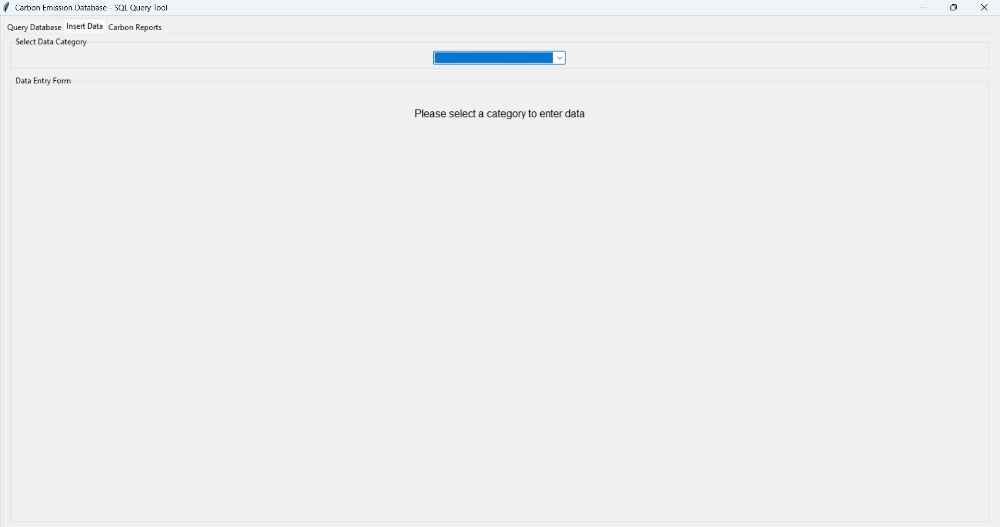 Carbon Emission Database - SQL Query Tool
Query Database Insert Data Carbon Reports
Select Data Category
Data Entry Form
Please select a category to enter data